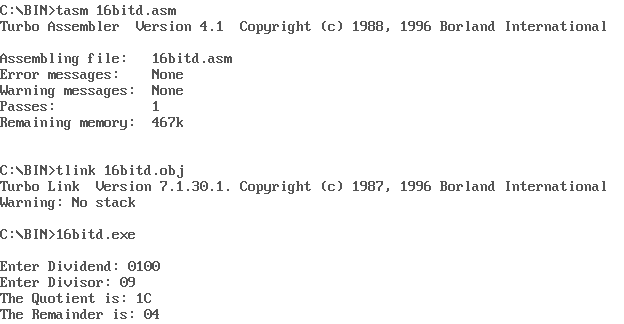 C:\BIN>tasm 16bitd.asm
Turbo Assembler  Version 4.1  Copyright (c) 1988, 1996 Borland International
Assembling file:   16bitd.asm
Error messages:    None
Warning messages:  None
Passes:            1
Remaining memory:  467k
C:\BIN>tlink 16bitd.obj
Turbo Link  Version 7.1.30.1. Copyright (c) 1987, 1996 Borland International
Warning: No stack
C:\BIN>16bitd.exe
Enter Dividend: 0100
Enter Divisor: 09
The Quotient is: 1C
The Remainder is: 04